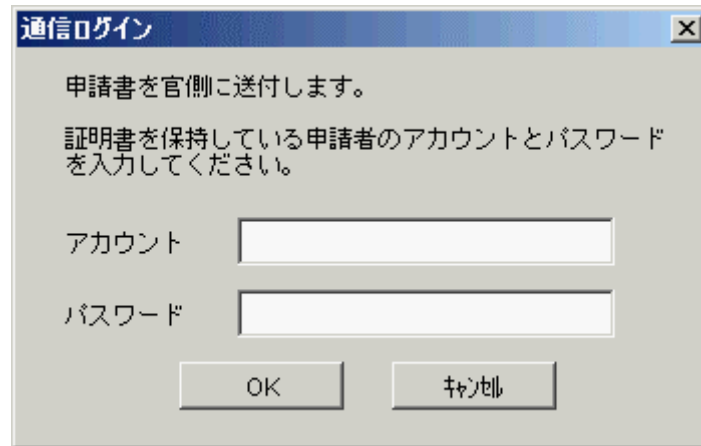 通信ログイン
申請書を官側に送付します。
証明書を保持している申請者のアカウントとパスワード
を入力してください。
アカウント
パスワード
OK
ｷｬﾝｾﾙ